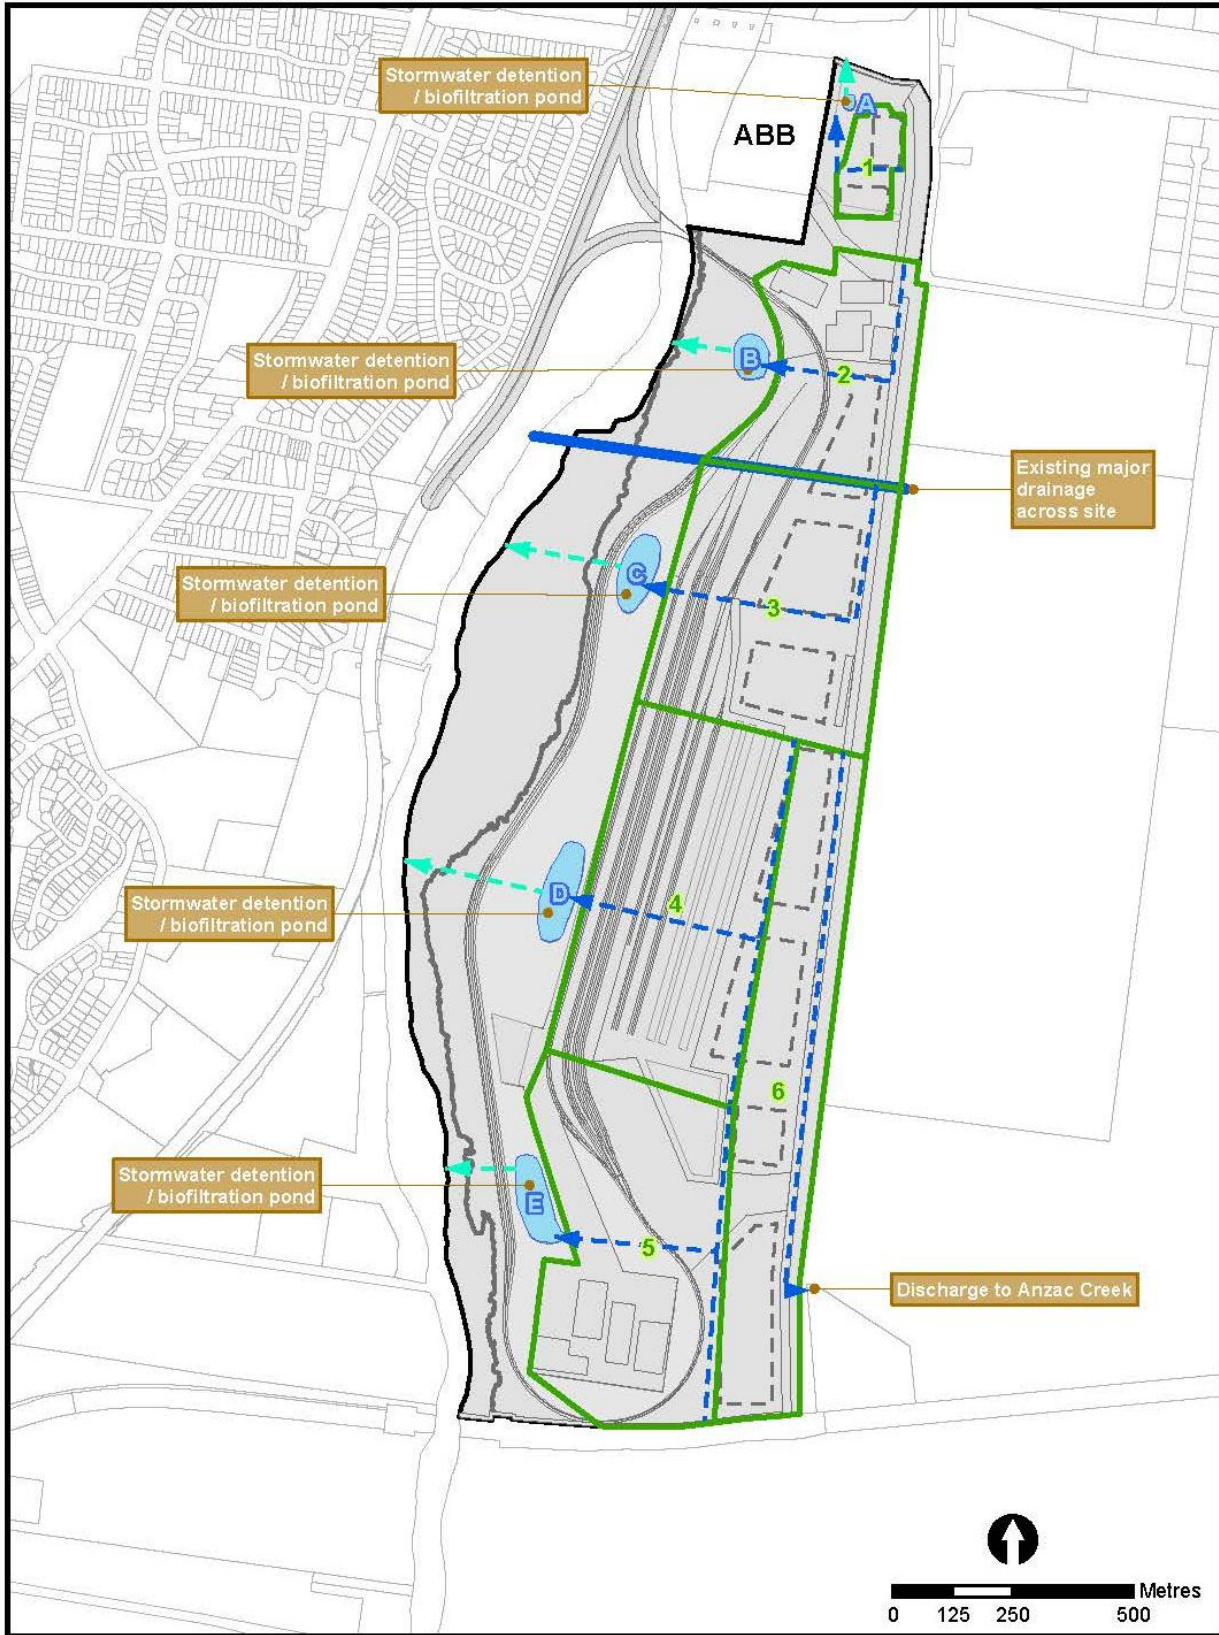 Stormwater detention
/ biofiltration pond
A
ABB
1
Stormwater detention
/ biofiltration pond
B
2
Existing major
drainage
across site
Stormwater detention
/ biofiltration pond
C
3
Stormwater detention
/ biofiltration pond
D
4
6
Stormwater detention
/ biofiltration pond
E
5
Discharge to Anzac Creek
Metres
0 125 250 500